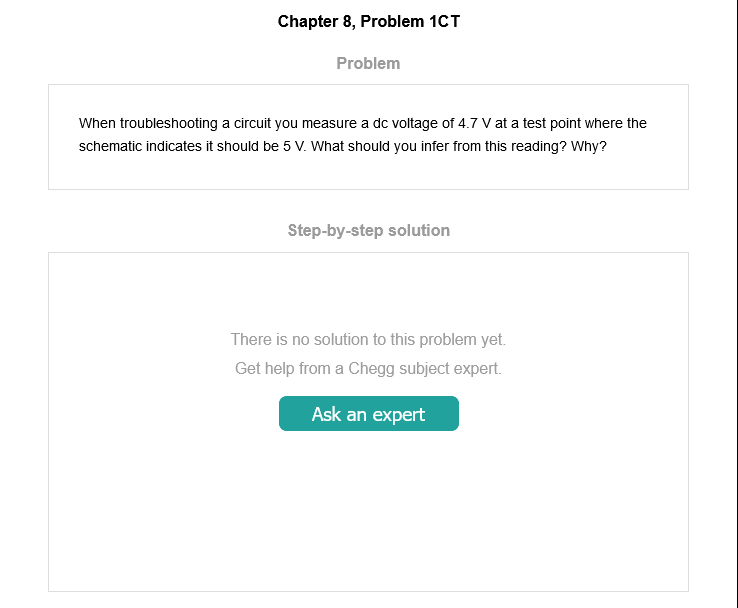 Chapter 8, Problem 1CT
Problem
When troubleshooting a circuit you measure a dc voltage of 4.7 V at a test point where the
schematic indicates it should be 5 V. What should you infer from this reading? Why?
Step-by-step solution
There is no solution to this problem yet.
Get help from a Chegg subject expert.
Ask an expert